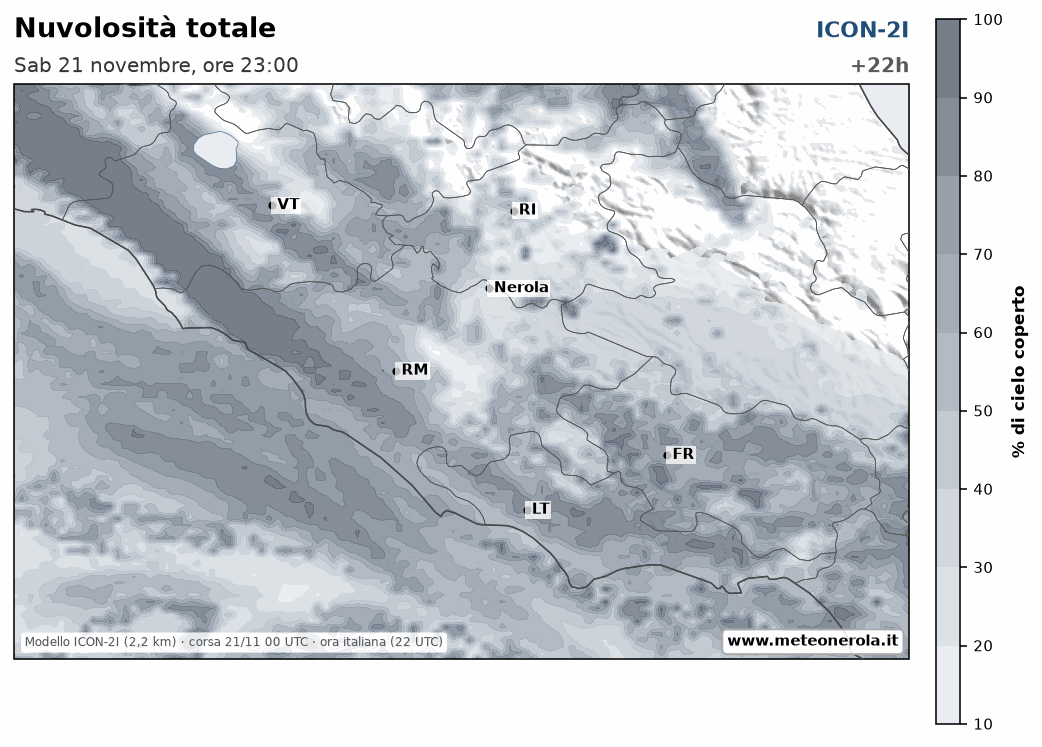 Nuvolosità totale
ICON-2I
Sab 21 novembre, ore 23:00
+22h
VT
RI
Nerola
RM
FR
LT
Modello ICON-2I (2,2 km) · corsa 21/11 00 UTC · ora italiana (22 UTC)
www.meteonerola.it
100
90
80
70
60
50
40
30
20
10
% di cielo coperto